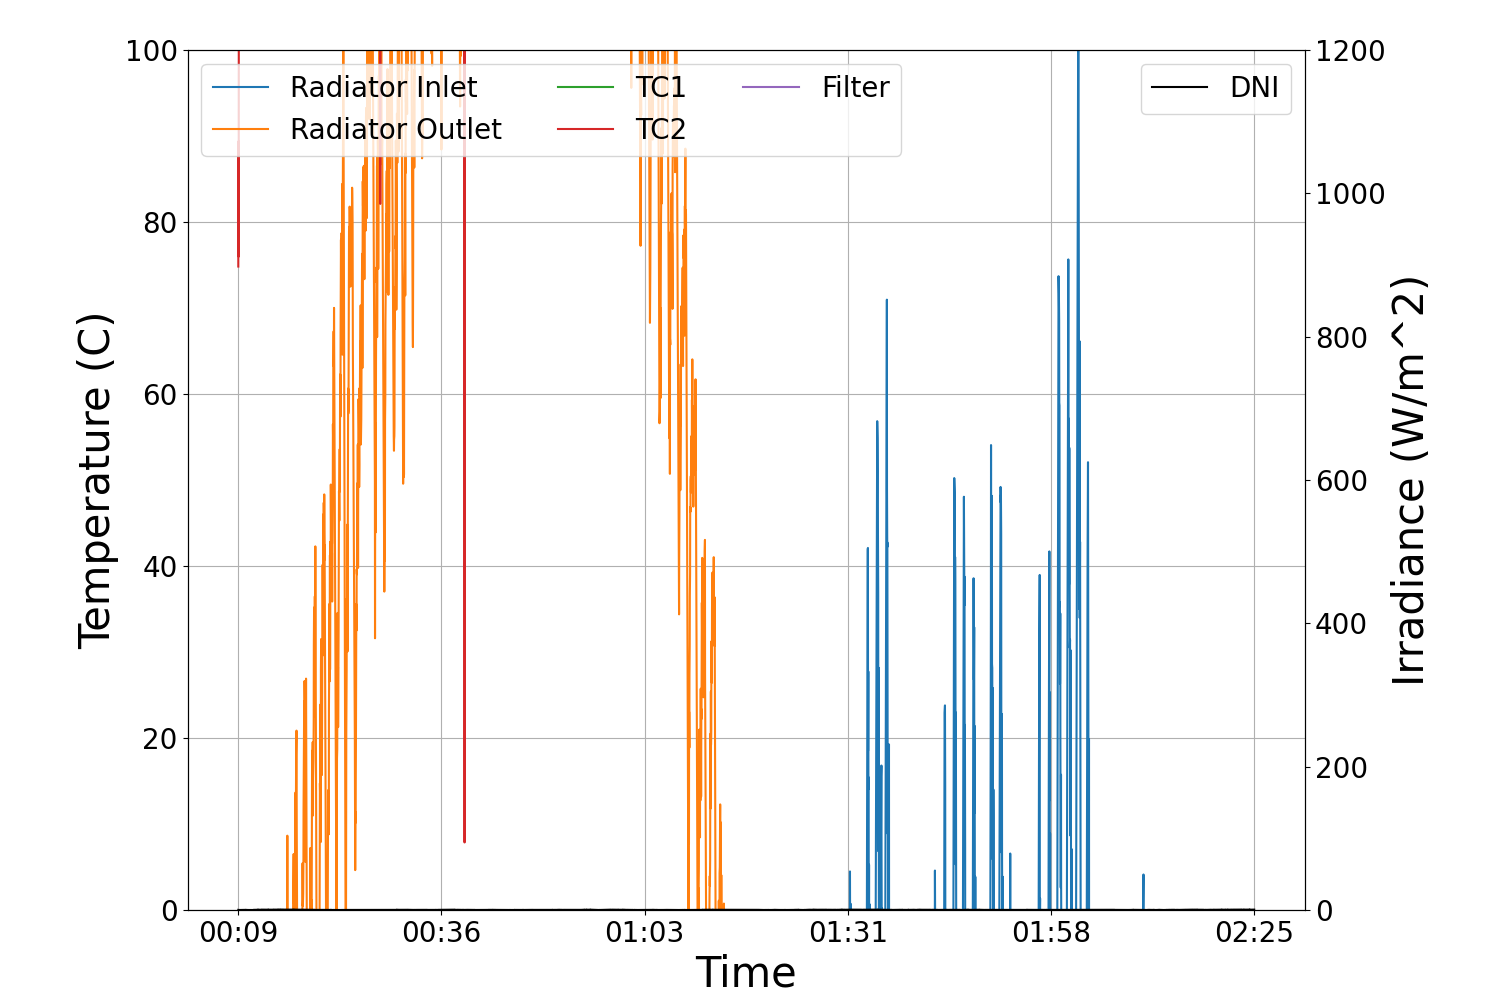 Radiator Inlet
Radiator Outlet
TC1
TC2
Filter
DNI
100
80
60
40
20
0
Temperature (C)
1200
1000
800
600
400
200
0
Irradiance (W/m^2)
00:09 00:36 01:03 01:31 01:58 02:25
Time